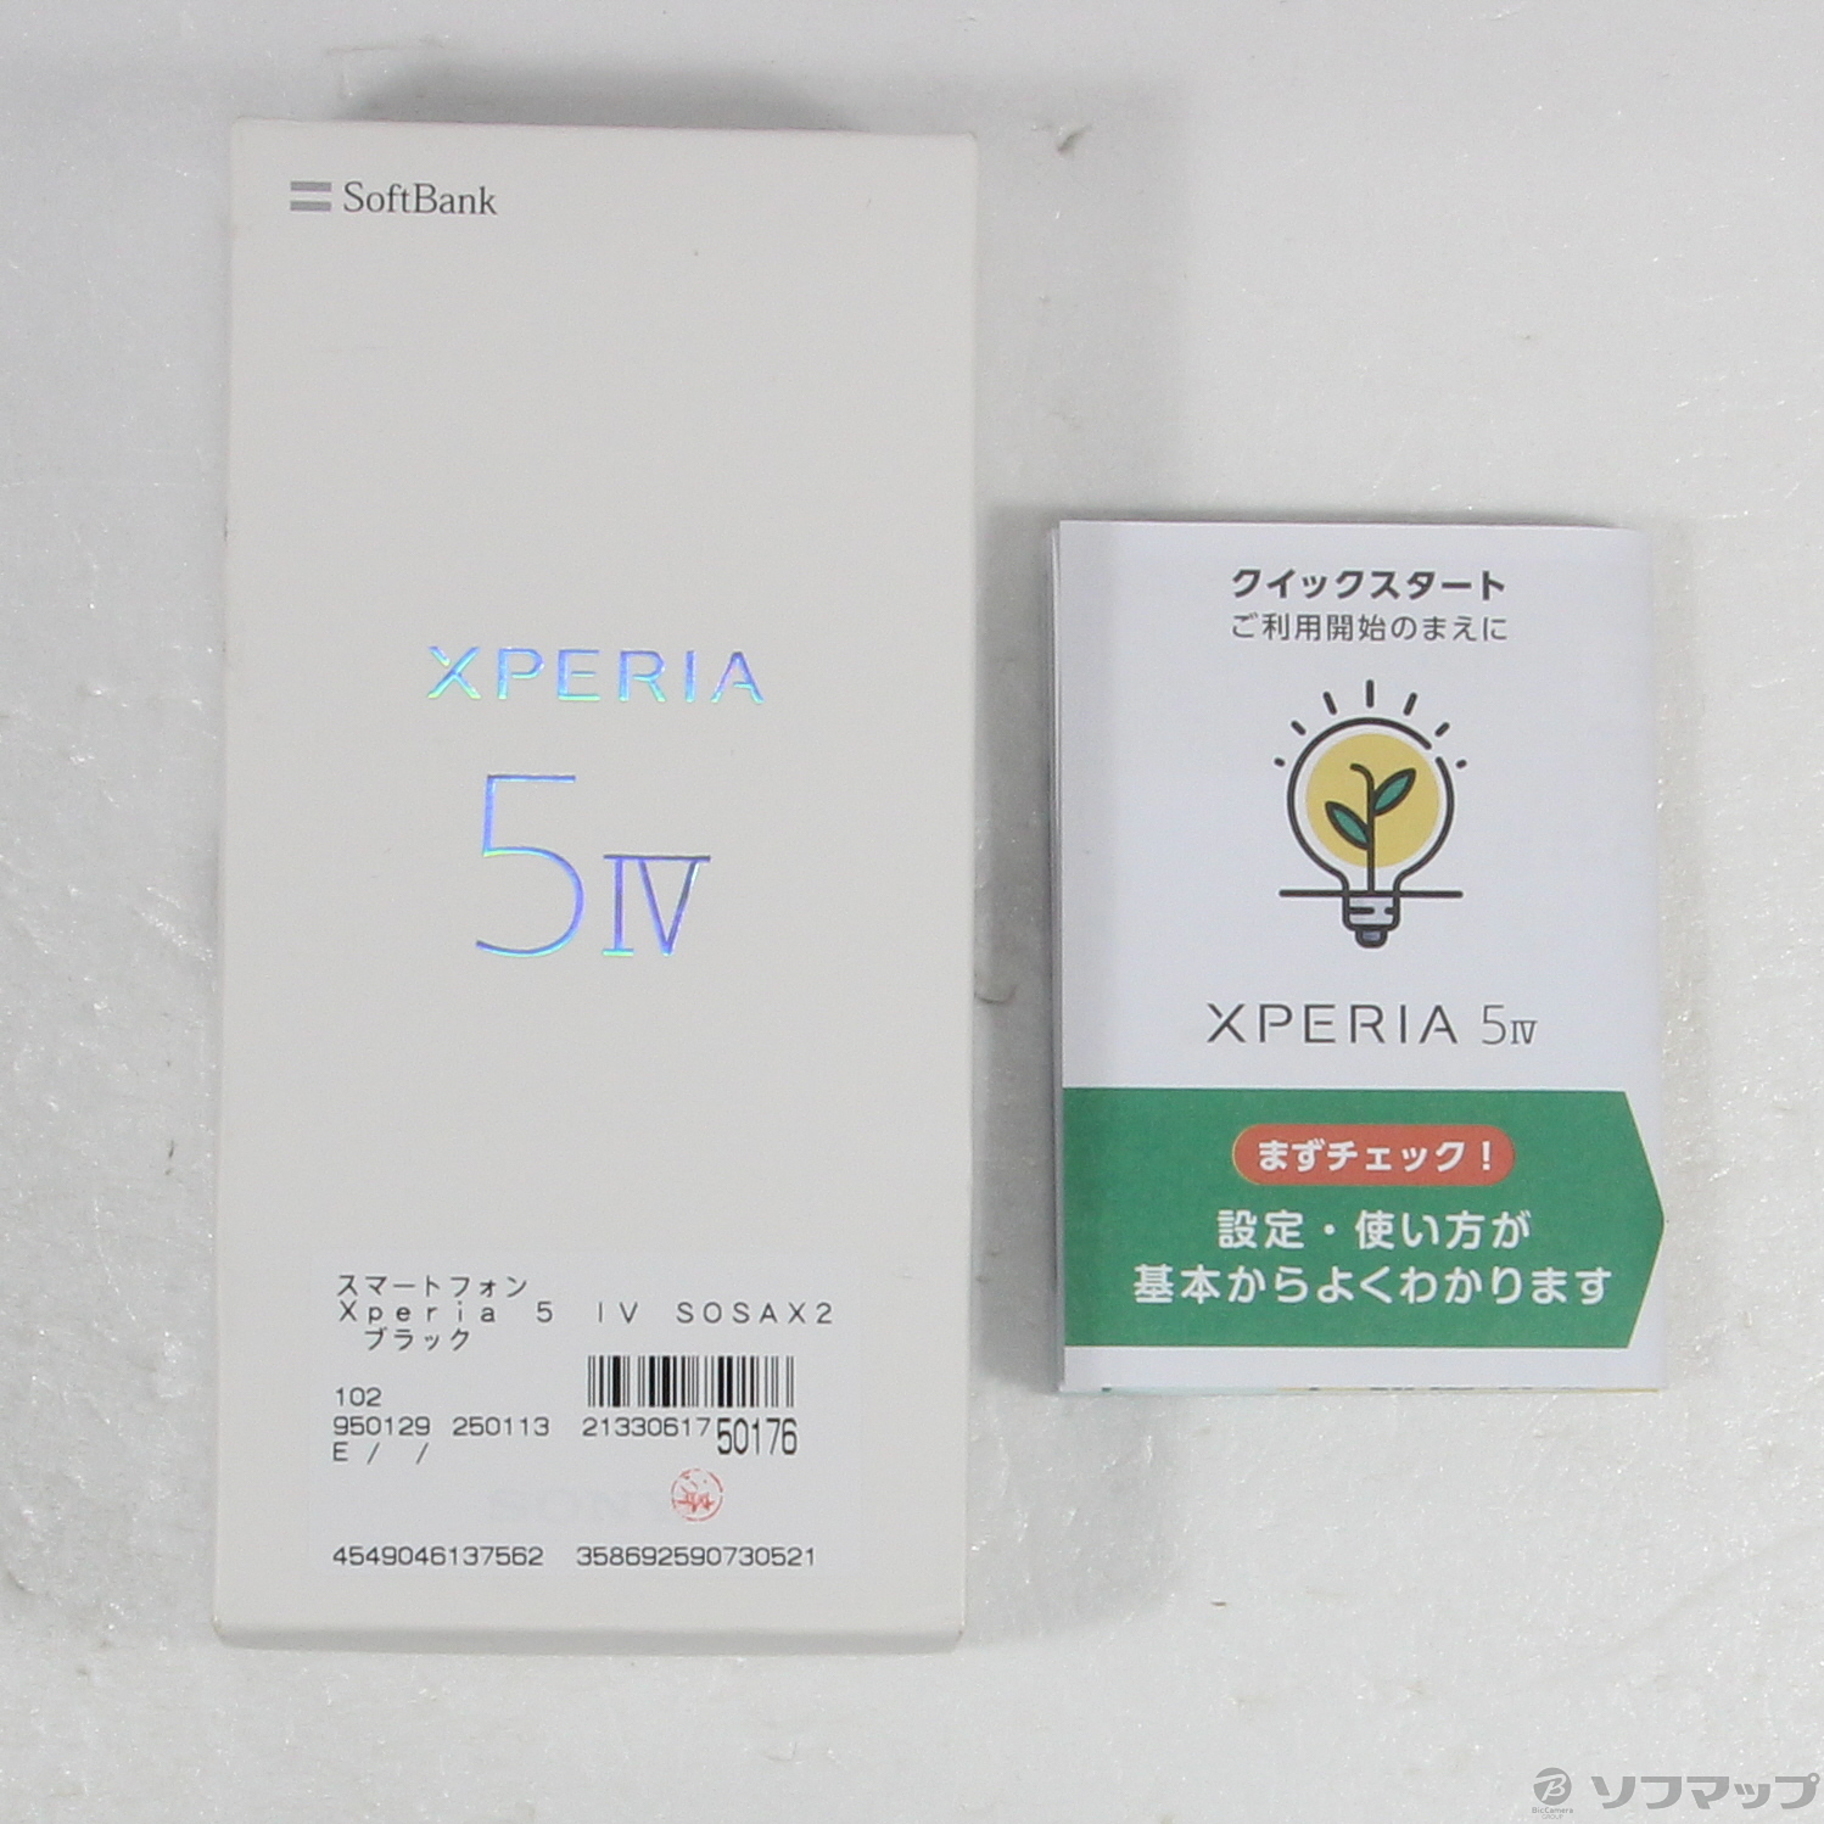 SoftBank
XPERIA
5IV
スマートフォン
Xperia 5 IV SOSAX2
ブラック
102
950129 250113 2133061750176
E / /
4549046137562 358692590730521
クイックスタート
ご利用開始のまえに
XPERIA 5IV
まずチェック！
設定・使い方が
基本からよくわかります
BicCamera
GROUP
ソフマップ